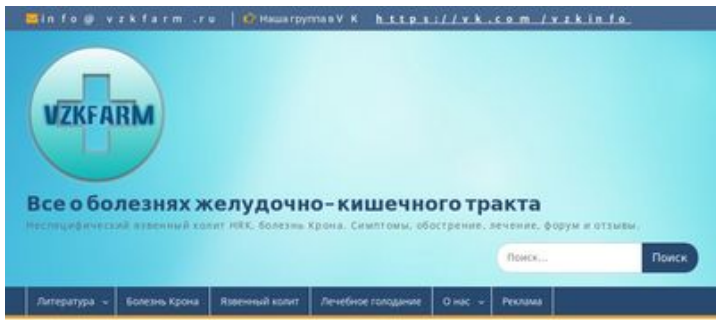 info@ vzkfarm .ru Наша группа в V K https://vk.com /vzkinfo
VZKFARM
Все о болезнях желудочно-кишечного тракта
Неспецифический язвенный колит НЯК, болезнь Крона. Симптомы, обострение, лечение, форум и отзывы.
Поиск... Поиск
Литература Болезнь Крона Язвенный колит Лечебное голодание О нас Реклама